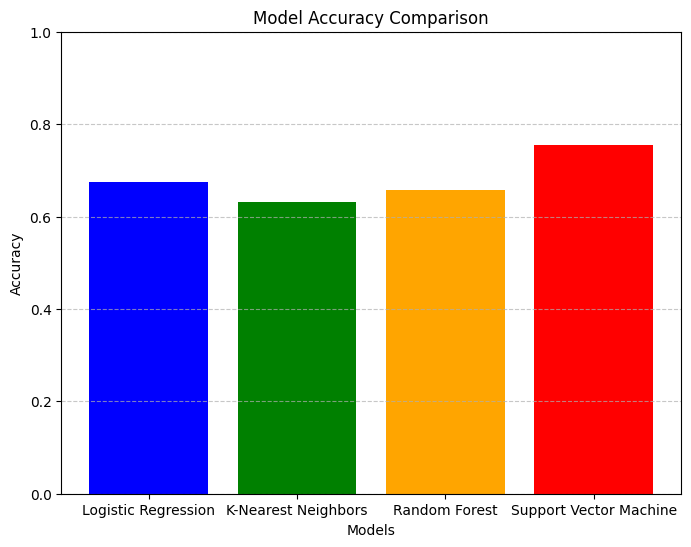 Model Accuracy Comparison
1.0
0.8
0.6
0.4
0.2
0.0
Accuracy
Logistic Regression
K-Nearest Neighbors
Random Forest
Support Vector Machine
Models